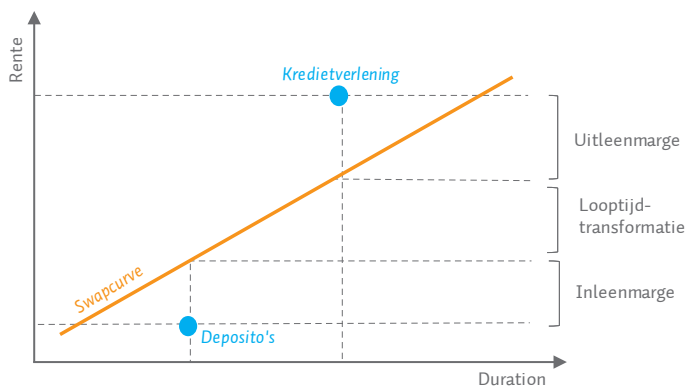 Rente
Kredietverlening
Uitleenmarge
Looptijd-
transformatie
Swapcurve
Inleenmarge
Deposito's
Duration